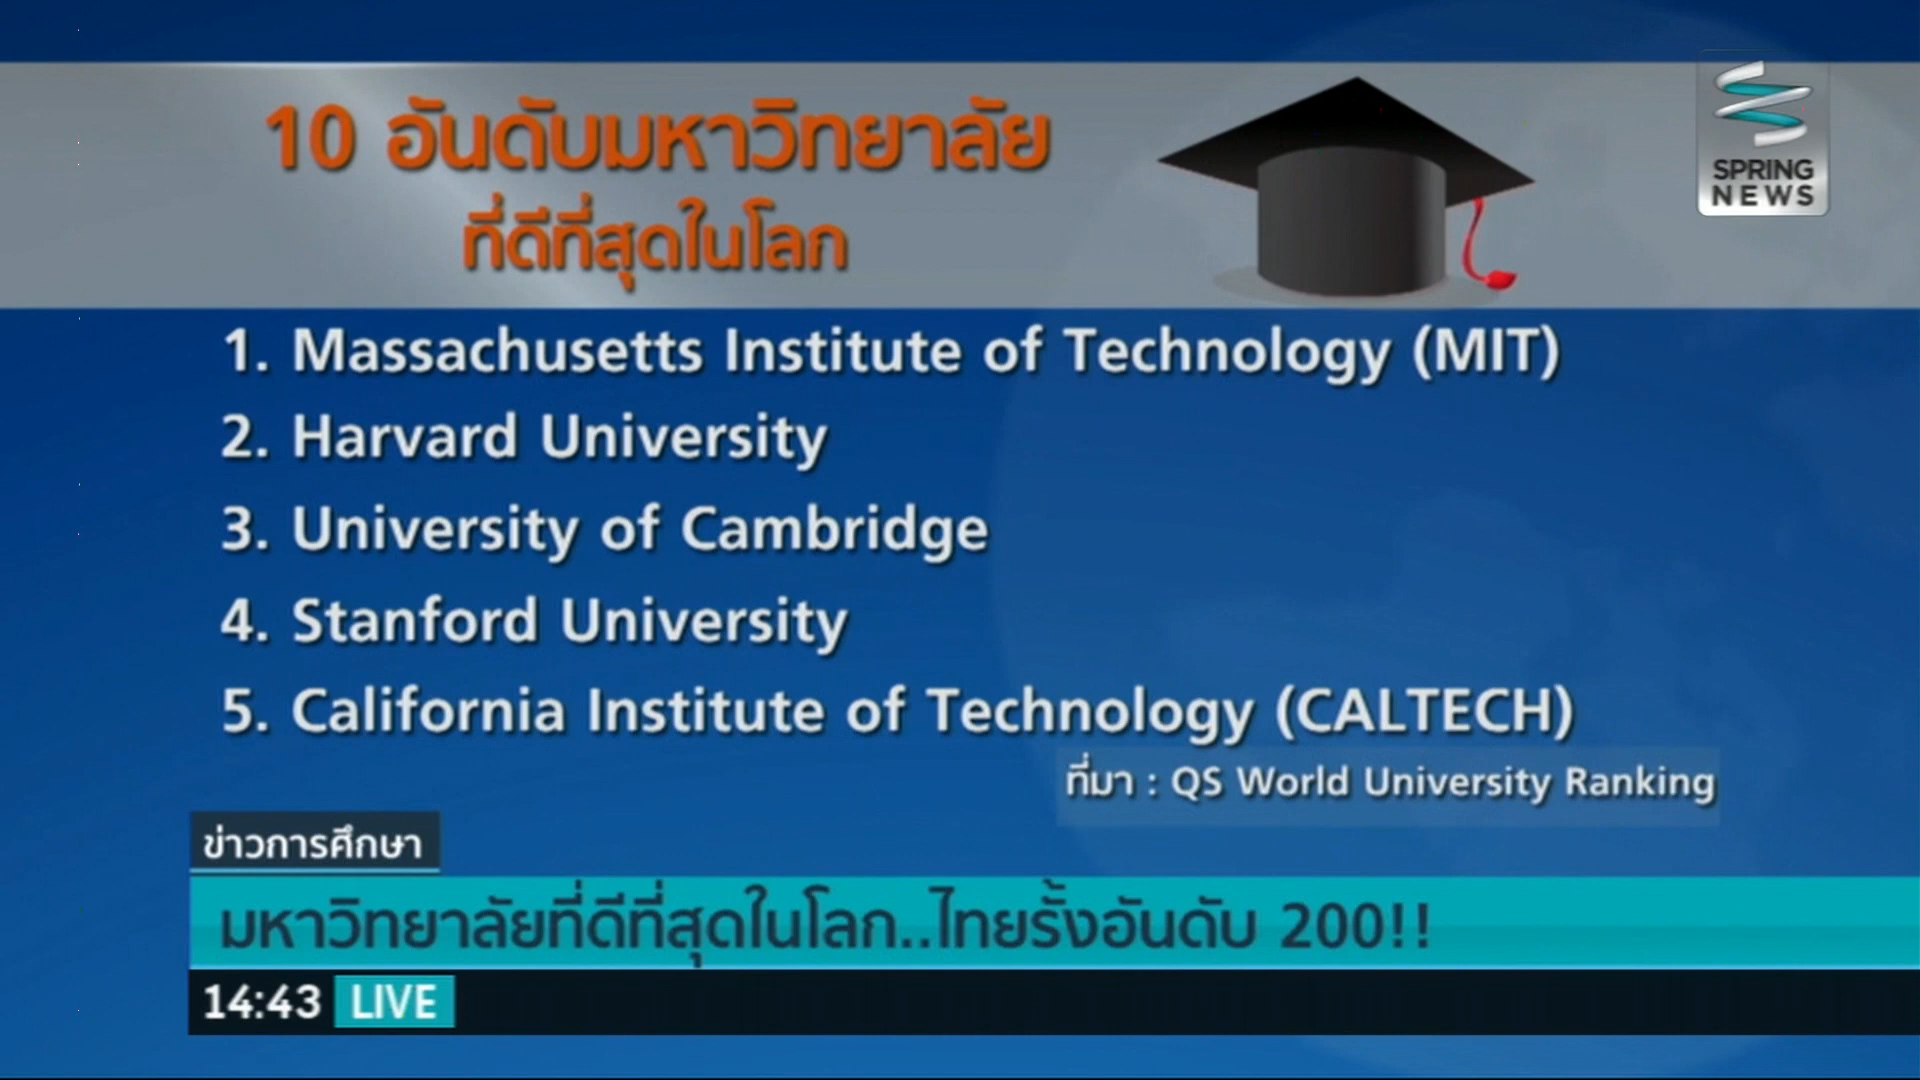 10 อันดับมหาวิทยาลัย
ที่ดีที่สุดในโลก
SPRING
NEWS
1. Massachusetts Institute of Technology (MIT)
2. Harvard University
3. University of Cambridge
4. Stanford University
5. California Institute of Technology (CALTECH)
ที่มา : QS World University Ranking
ข่าวการศึกษา
มหาวิทยาลัยที่ดีที่สุดในโลก..ไทยรั้งอันดับ 200!!
14:43 LIVE